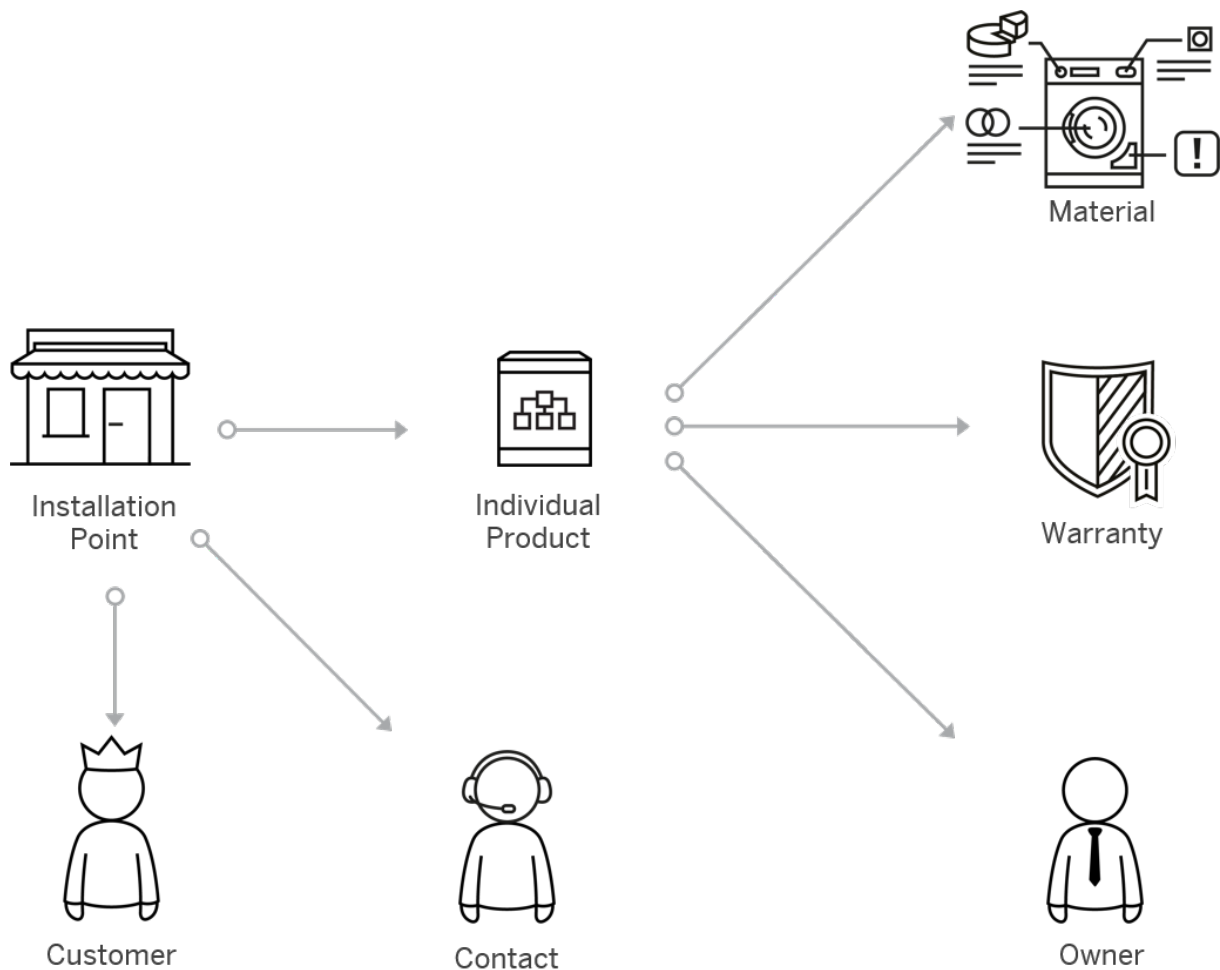 Material
Installation
Point
Individual
Product
Warranty
Customer
Contact
Owner